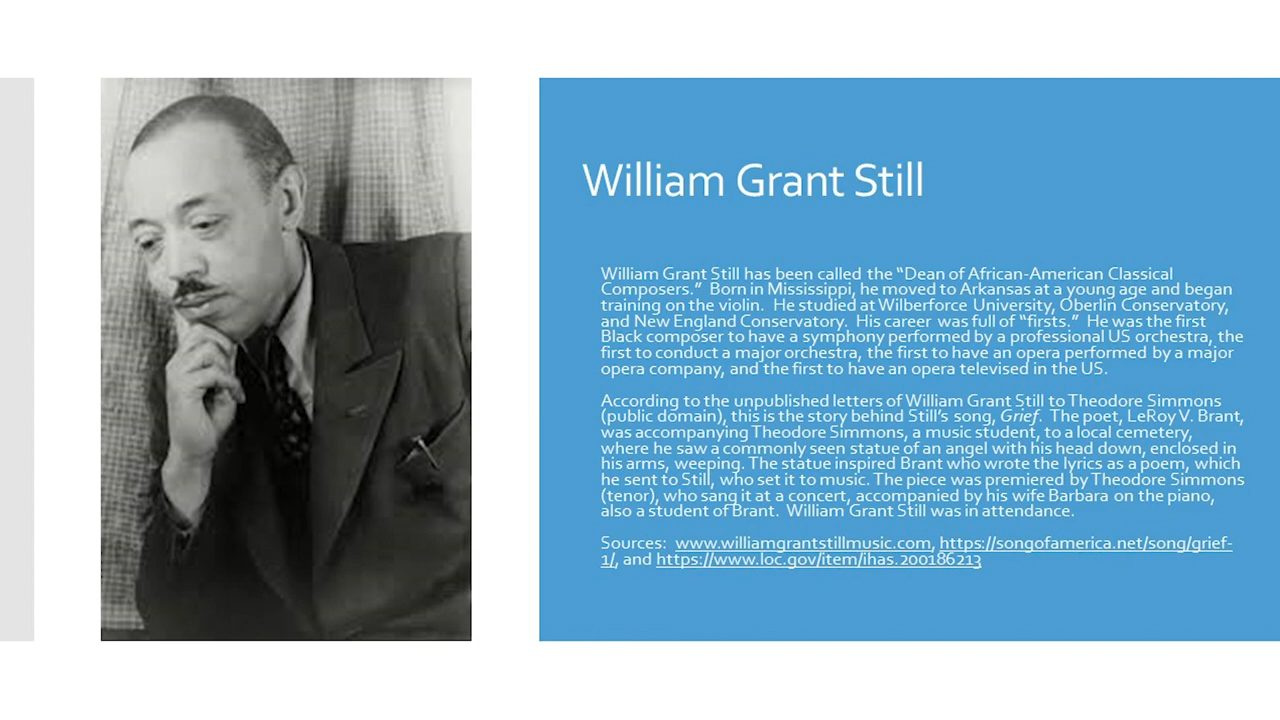 William Grant Still
William Grant Still has been called the “Dean of African-American Classical
Composers.”  Born in Mississippi, he moved to Arkansas at a young age and began
training on the violin.  He studied at Wilberforce University, Oberlin Conservatory,
and New England Conservatory.  His career was full of “firsts.”  He was the first
Black composer to have a symphony performed by a professional US orchestra, the
first to conduct a major orchestra, the first to have an opera performed by a major
opera company, and the first to have an opera televised in the US.
According to the unpublished letters of William Grant Still to Theodore Simmons
(public domain), this is the story behind Still’s song, Grief.  The poet, LeRoy V. Brant,
was accompanying Theodore Simmons, a music student, to a local cemetery,
where he saw a commonly seen statue of an angel with his head down, enclosed in
his arms, weeping. The statue inspired Brant who wrote the lyrics as a poem, which
he sent to Still, who set it to music. The piece was premiered by Theodore Simmons
(tenor), who sang it at a concert, accompanied by his wife Barbara on the piano,
also a student of Brant.  William Grant Still was in attendance.
Sources:  www.williamgrantstillmusic.com, https://songofamerica.net/song/grief-
1/, and https://www.loc.gov/item/ihas.200186213